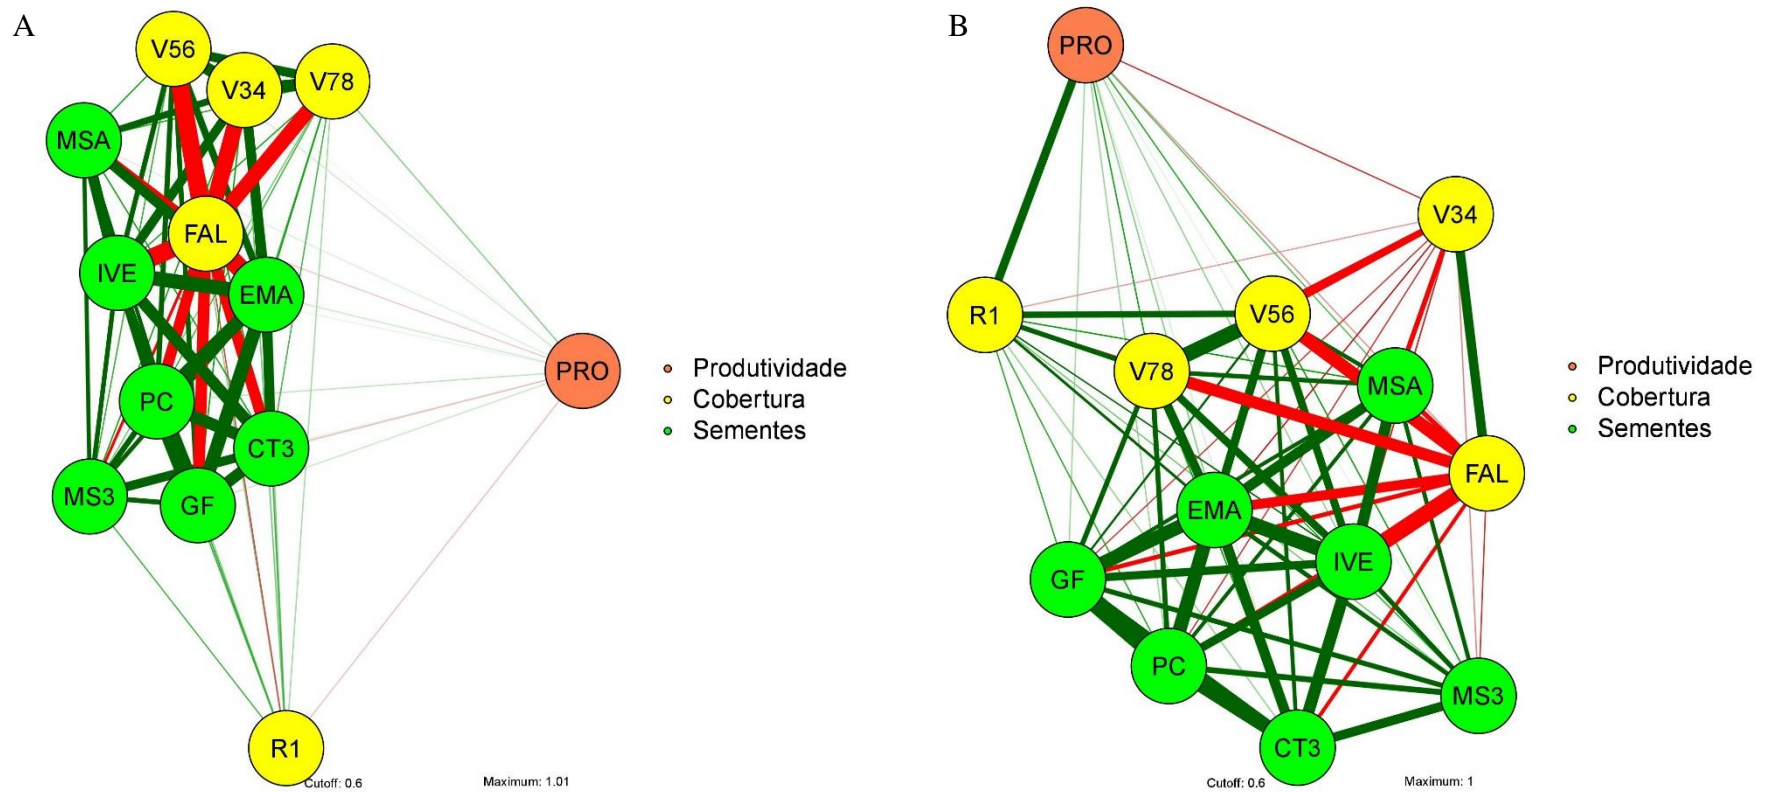 A
V56
V34
V78
MSA
FAL
IVE
EMA
PRO
PC
CT3
MS3
GF
R1
Produtividade
Cobertura
Sementes
Cutoff: 0.6
Maximum: 1.01
B
PRO
V34
R1
V56
V78
MSA
FAL
EMA
IVE
GF
PC
MS3
CT3
Produtividade
Cobertura
Sementes
Cutoff: 0.6
Maximum: 1